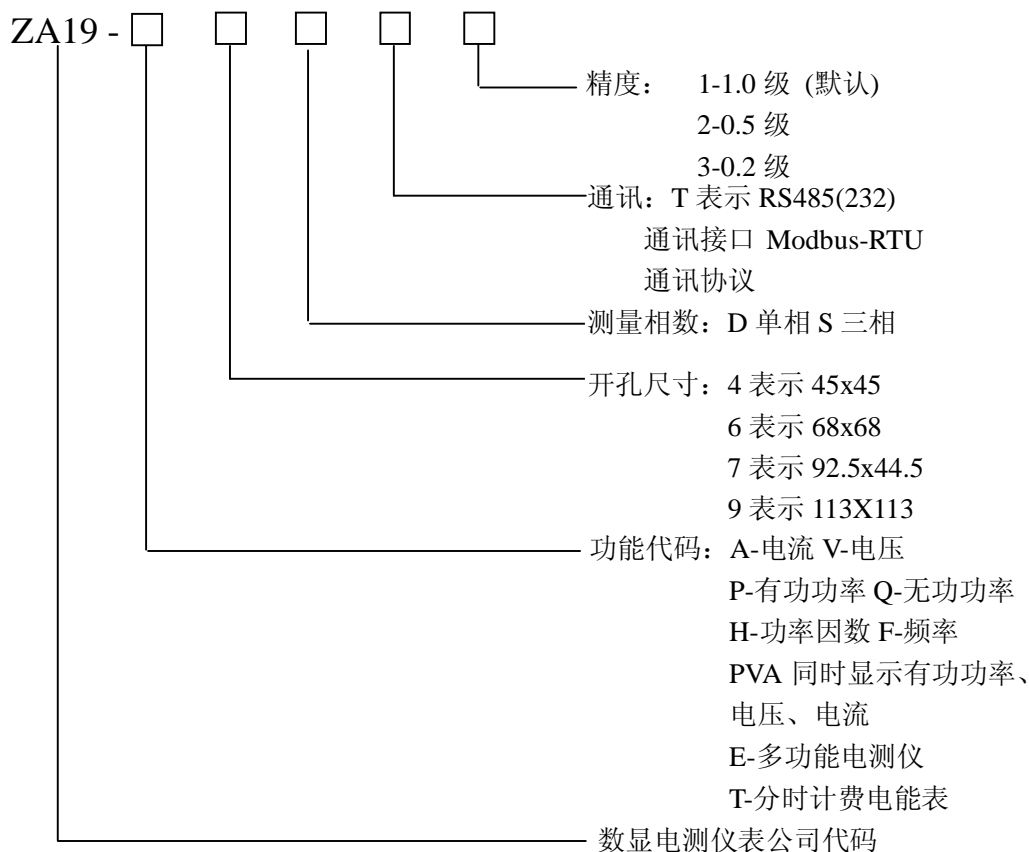 ZA19 - □ □ □ □ □
精度： 1-1.0 级 (默认)
2-0.5 级
3-0.2 级
通讯：T 表示 RS485(232)
通讯接口 Modbus-RTU
通讯协议
测量相数：D 单相 S 三相
开孔尺寸：4 表示 45x45
6 表示 68x68
7 表示 92.5x44.5
9 表示 113X113
功能代码：A-电流 V-电压
P-有功功率 Q-无功功率
H-功率因数 F-频率
PVA 同时显示有功功率、
电压、电流
E-多功能电测仪
T-分时计费电能表
数显电测仪表公司代码